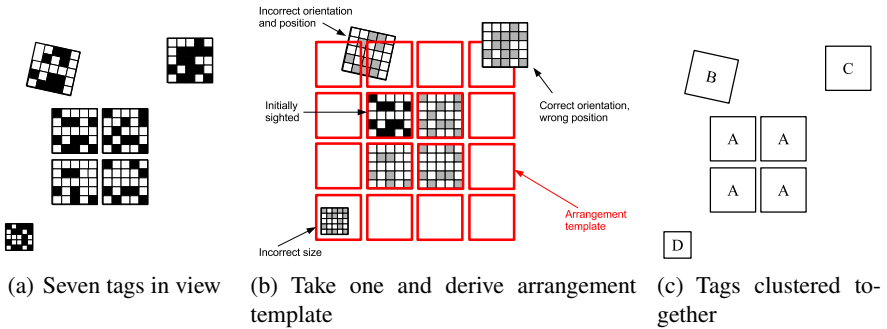 Incorrect orientation
and position
Initially
sighted
Correct orientation,
wrong position
Arrangement
template
Incorrect size
B
C
A A
A A
D
(a) Seven tags in view
(b) Take one and derive arrangement
template
(c) Tags clustered to-
gether